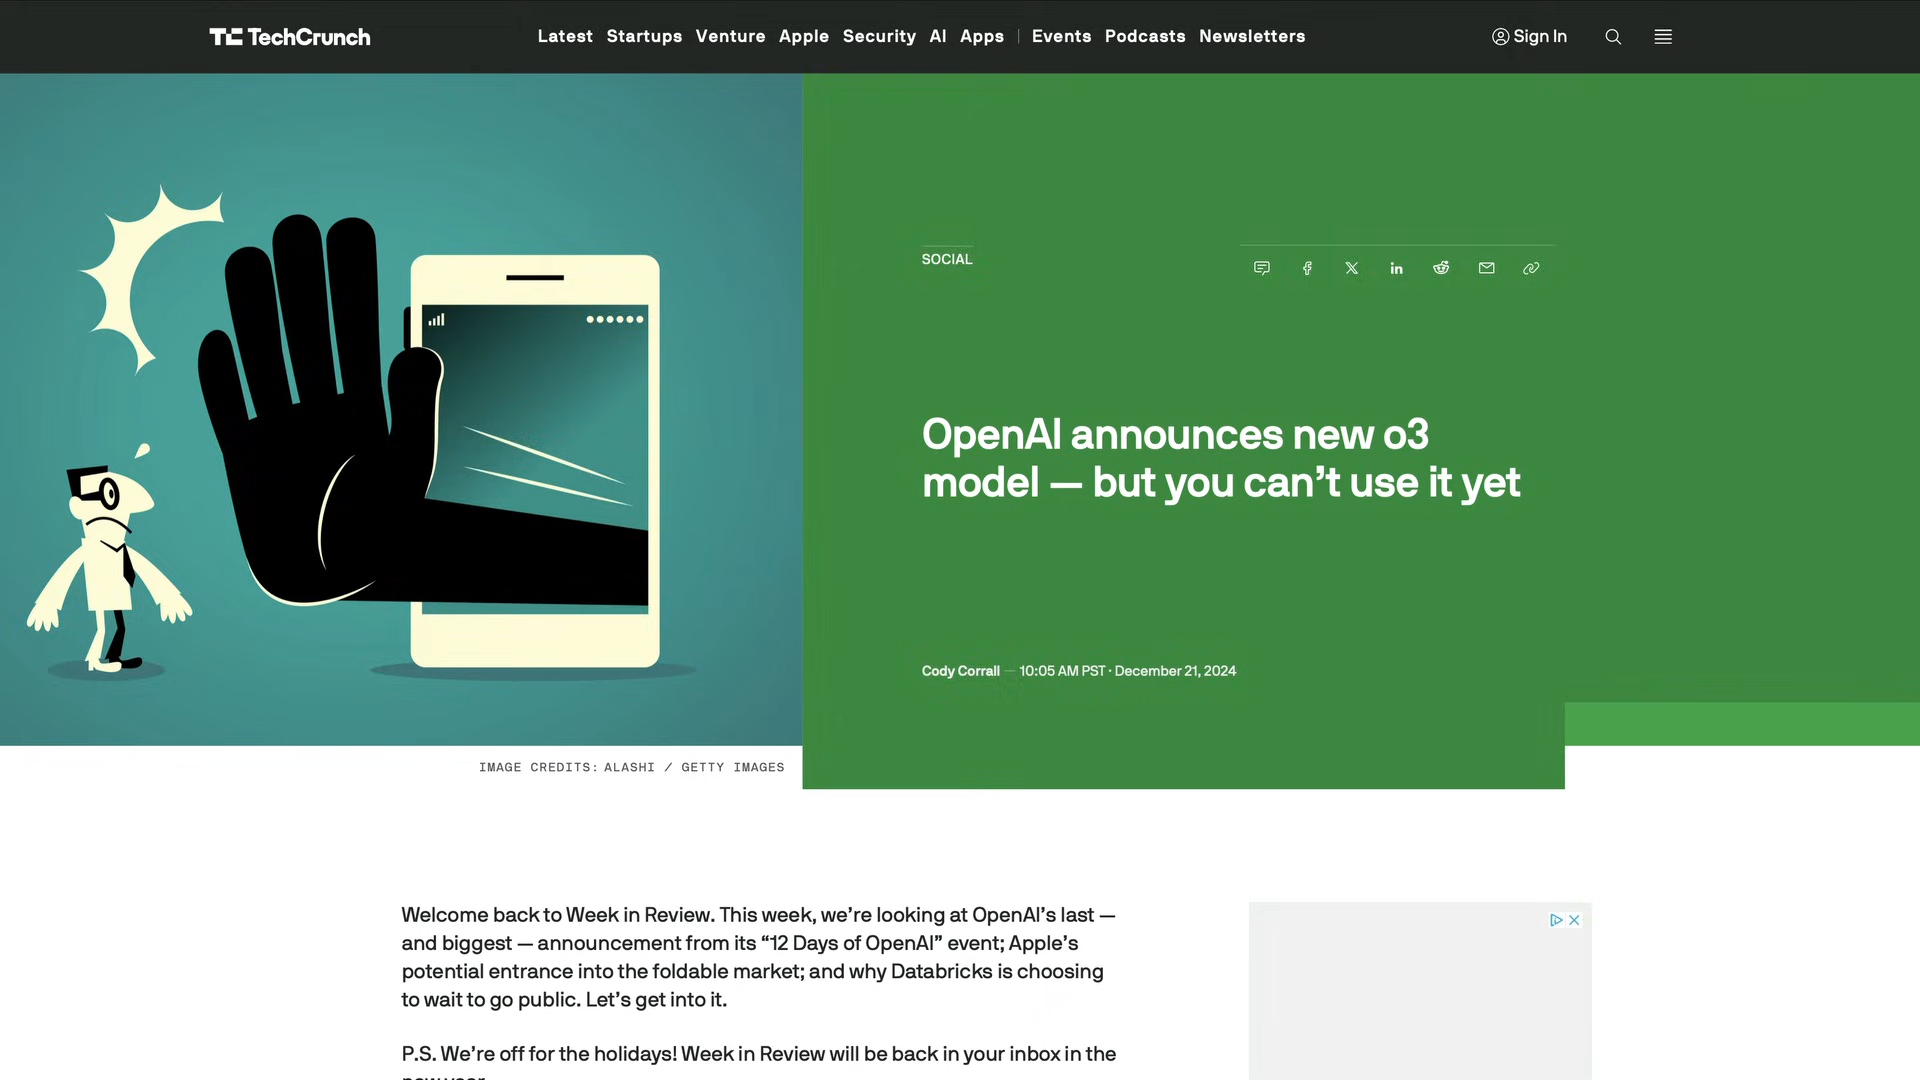 TechCrunch
Latest Startups Venture Apple Security AI Apps | Events Podcasts Newsletters
Sign In
SOCIAL
OpenAI announces new o3
model — but you can’t use it yet
Cody Corrall — 10:05 AM PST · December 21, 2024
IMAGE CREDITS: ALASHI / GETTY IMAGES
Welcome back to Week in Review. This week, we’re looking at OpenAI’s last —
and biggest — announcement from its “12 Days of OpenAI” event; Apple’s
potential entrance into the foldable market; and why Databricks is choosing
to wait to go public. Let’s get into it.
P.S. We’re off for the holidays! Week in Review will be back in your inbox in the
new year.